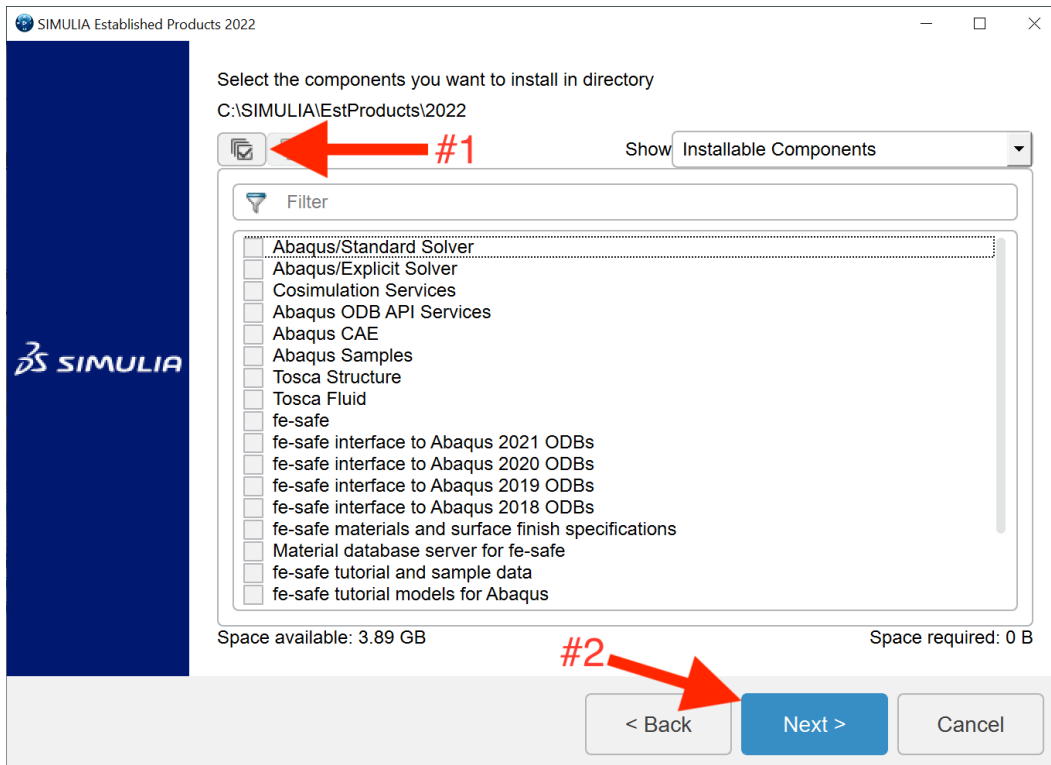 SIMULIA Established Products 2022
Select the components you want to install in directory
C:\SIMULIA\EstProducts\2022
#1
Show Installable Components
Filter
Abaqus/Standard Solver
Abaqus/Explicit Solver
Cosimulation Services
Abaqus ODB API Services
Abaqus CAE
Abaqus Samples
Tosca Structure
Tosca Fluid
fe-safe
fe-safe interface to Abaqus 2021 ODBs
fe-safe interface to Abaqus 2020 ODBs
fe-safe interface to Abaqus 2019 ODBs
fe-safe interface to Abaqus 2018 ODBs
fe-safe materials and surface finish specifications
Material database server for fe-safe
fe-safe tutorial and sample data
fe-safe tutorial models for Abaqus
SIMULIA
Space available: 3.89 GB
Space required: 0 B
#2
< Back
Next >
Cancel